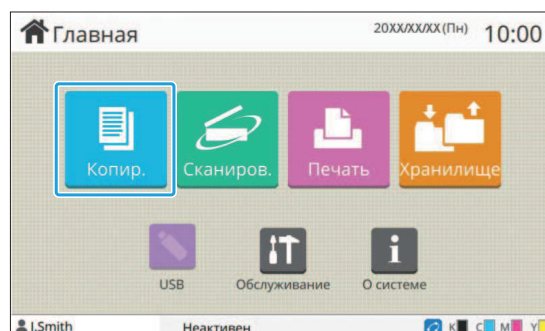 Главная 20XX/XX/XX (Пн) 10:00
Копир. Сканиров. Печать Хранилище
USB Обслуживание О системе
J.Smith Неактивен K C M Y